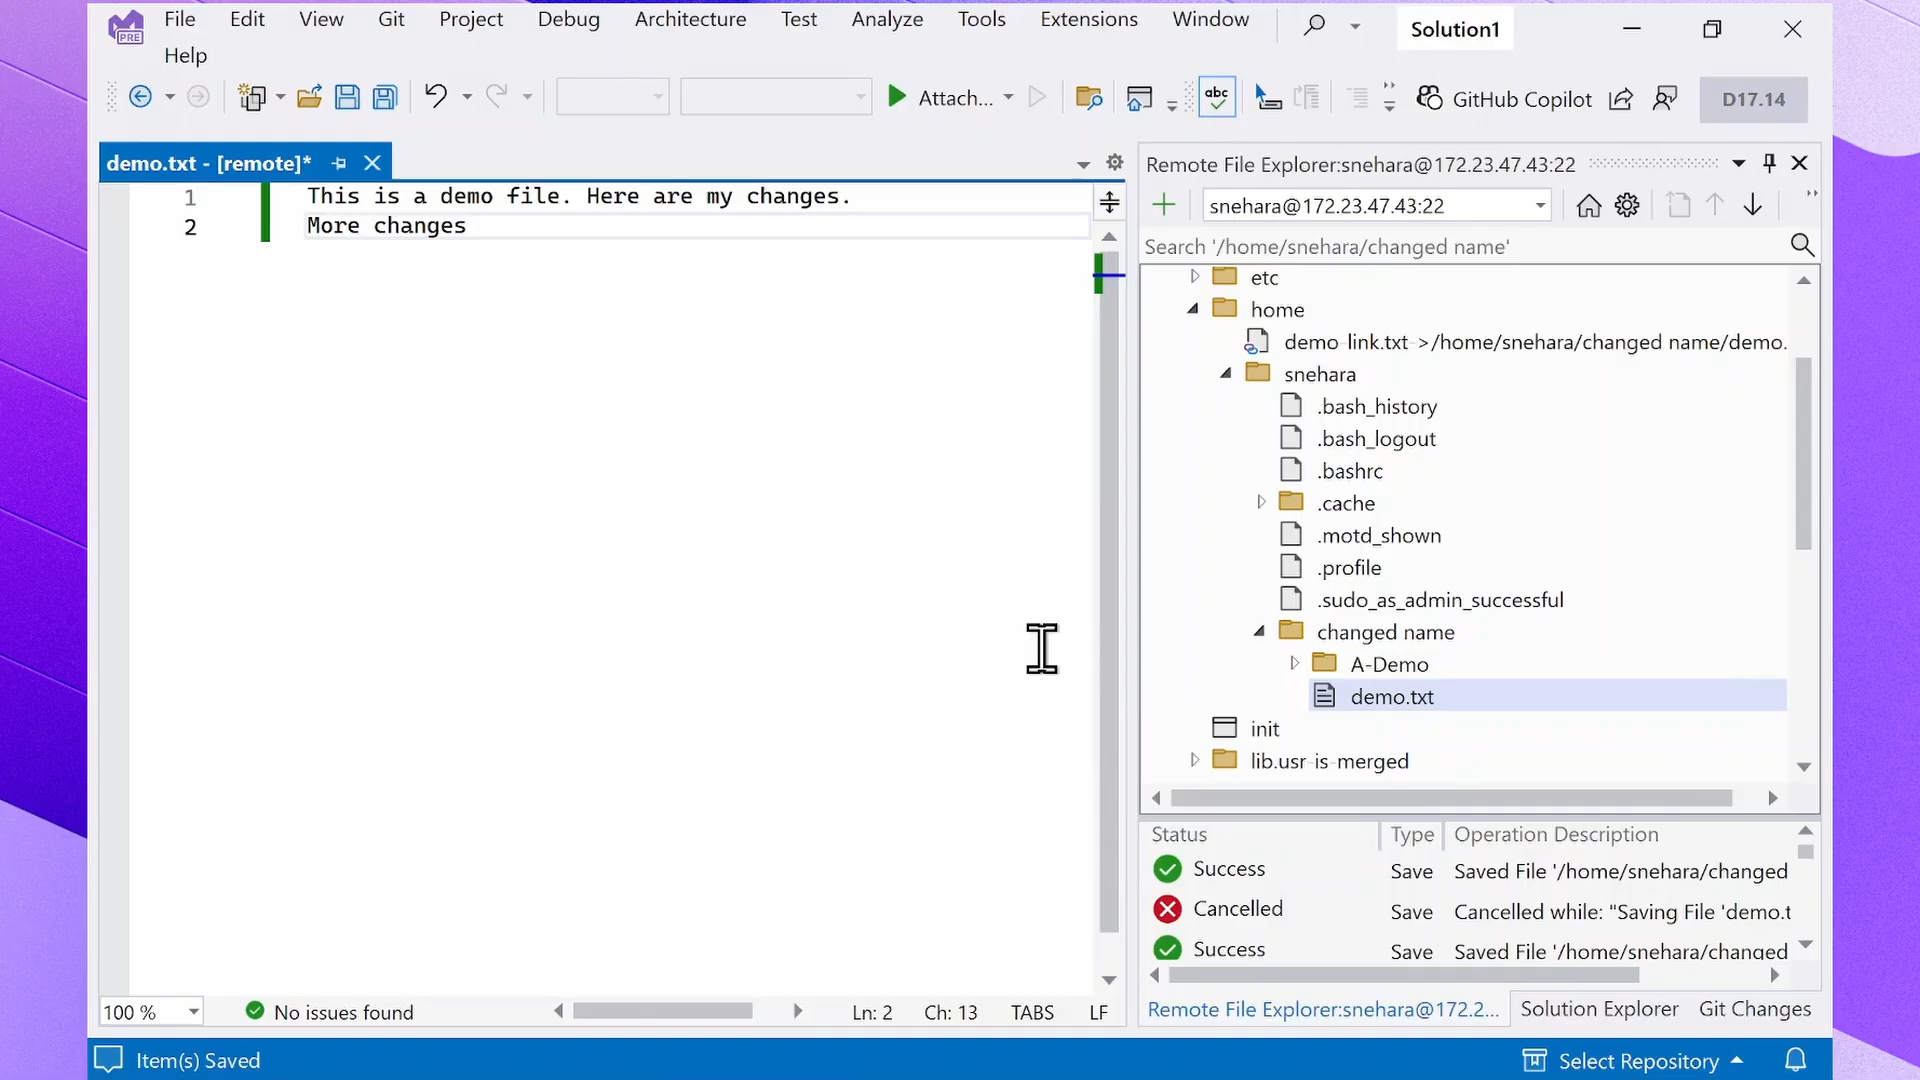 File Edit View Git Project Debug Architecture Test Analyze Tools Extensions Window Solution1
PRE
Help
Attach... abc GitHub Copilot D17.14
demo.txt - [remote]*
1 This is a demo file. Here are my changes.
2 More changes
Remote File Explorer:snehara@172.23.47.43:22
snehara@172.23.47.43:22
Search '/home/snehara/changed name'
etc
home
demo-link.txt->/home/snehara/changed name/demo.
snehara
.bash_history
.bash_logout
.bashrc
.cache
.motd_shown
.profile
.sudo_as_admin_successful
changed name
A-Demo
demo.txt
init
lib.usr-is-merged
Status Type Operation Description
Success Save Saved File '/home/snehara/changed
Cancelled Save Cancelled while: "Saving File 'demo.t
Success Save Saved File '/home/snehara/changed
100 % No issues found Ln: 2 Ch: 13 TABS LF
Remote File Explorer:snehara@172.2... Solution Explorer Git Changes
Item(s) Saved Select Repository